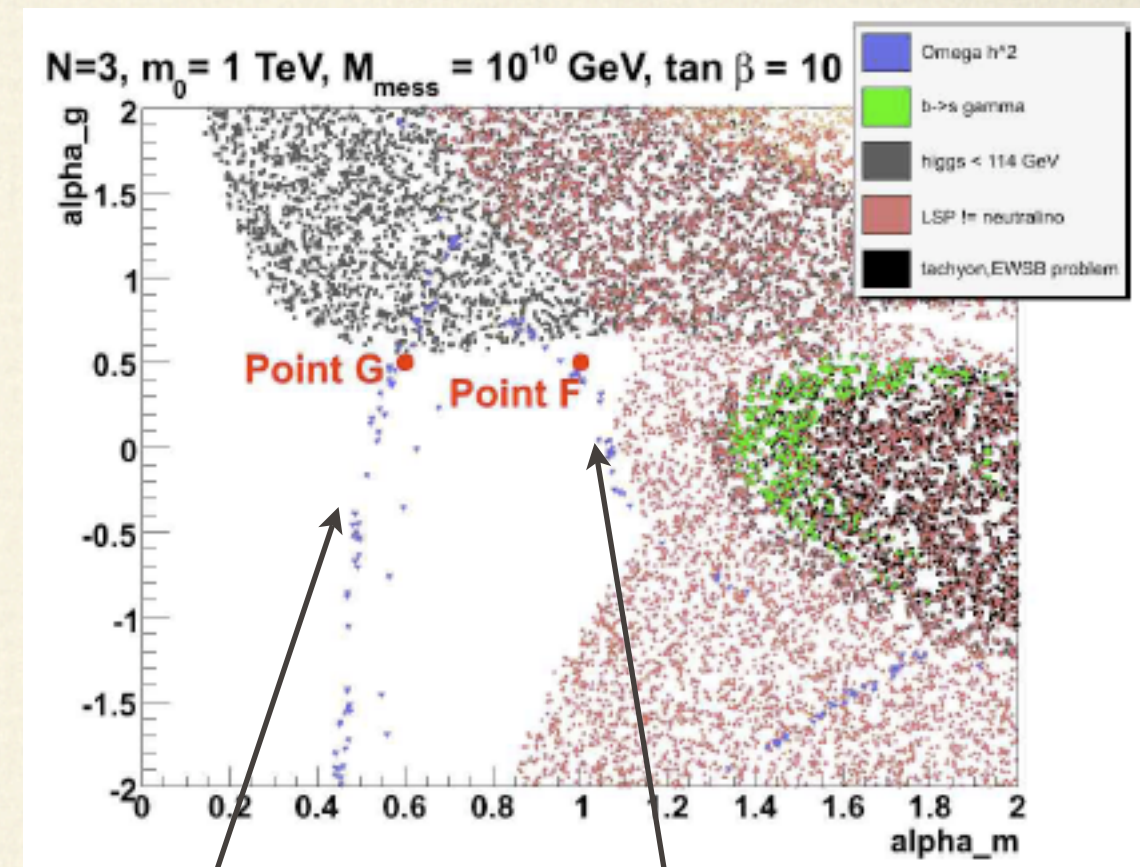 N=3, m_0= 1 TeV, M_mess = 10^10 GeV, tan β = 10
Omega h^2
b->s gamma
higgs < 114 GeV
LSP != neutralino
tachyon,EWSB problem
alpha_g
2
1.5
1
0.5
0
-0.5
-1
-1.5
-2
Point G
Point F
0 0.2 0.4 0.6 0.8 1 1.2 1.4 1.6 1.8 2
alpha_m